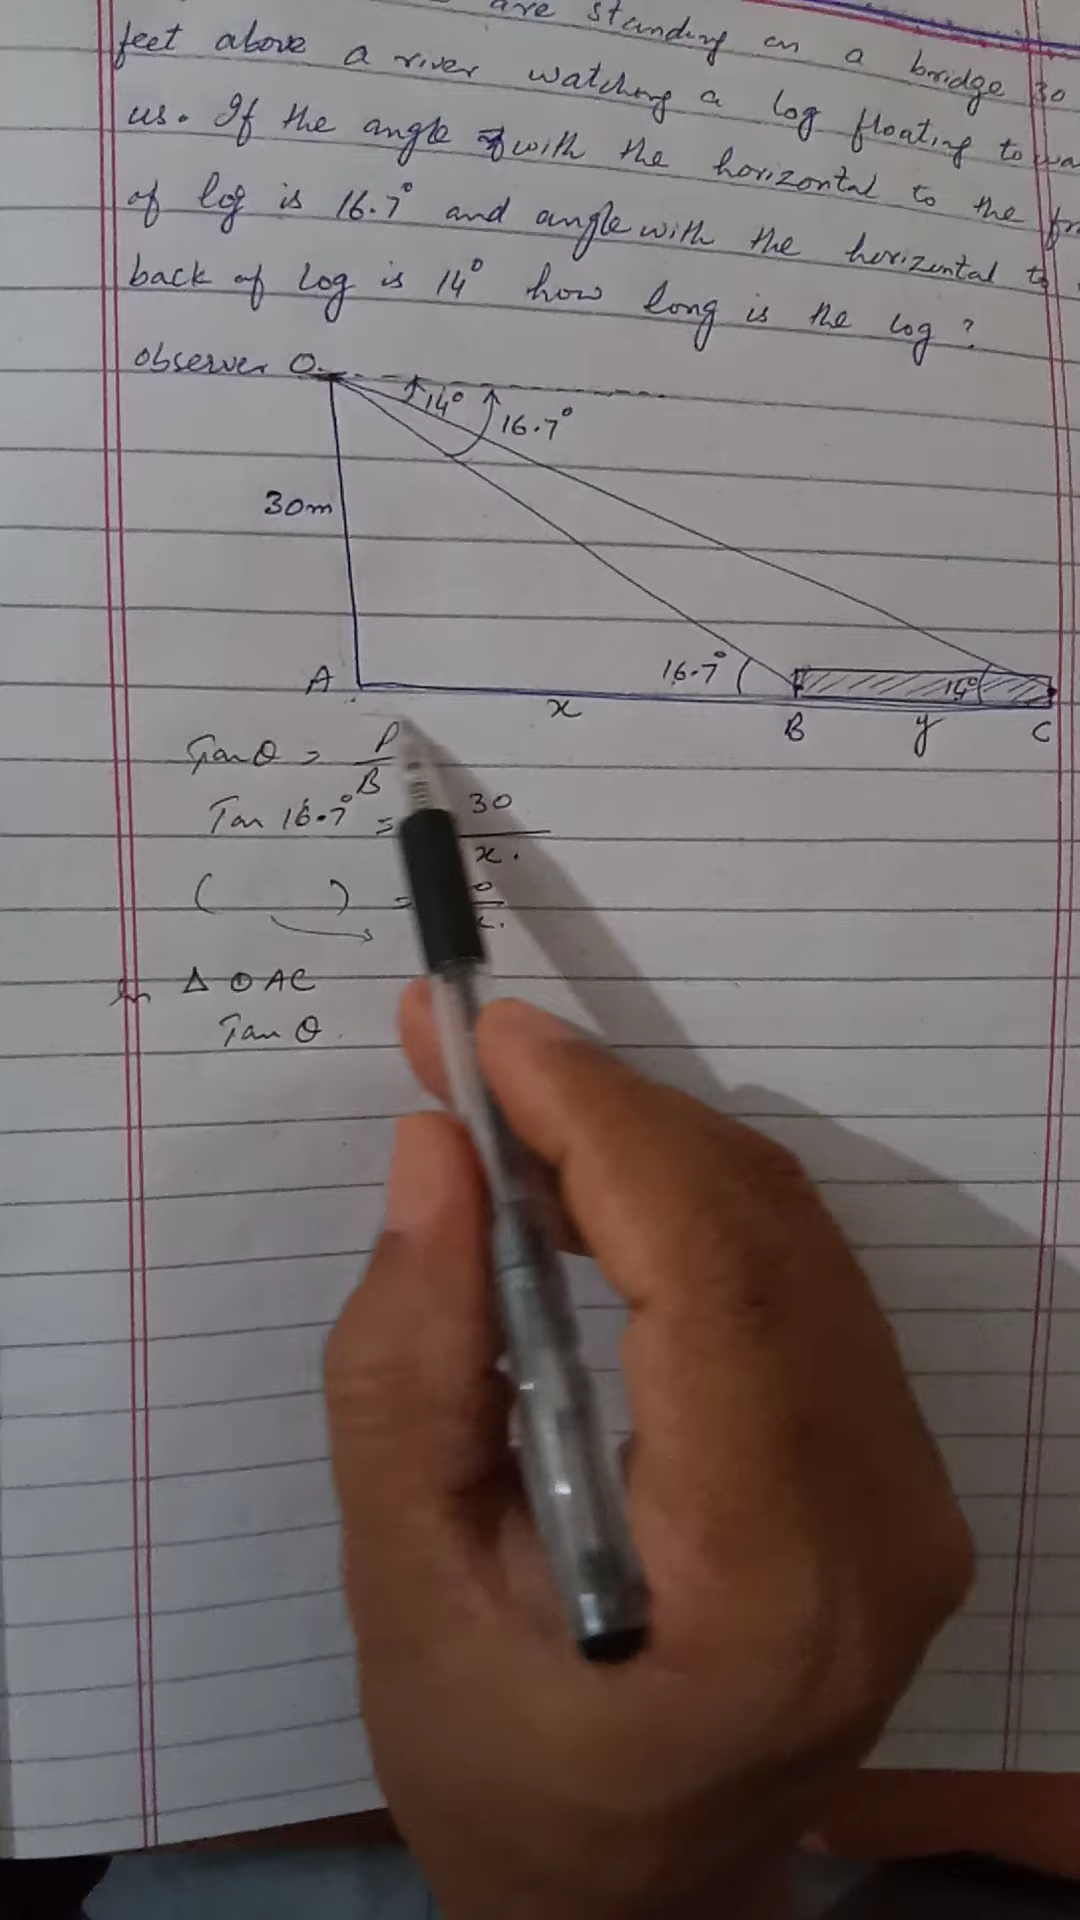 are standing on a bridge 30
feet above a river watching a log floating towa
us. If the angle with the horizontal to the fr
of log is 16.7° and angle with the horizontal to
back of log is 14° how long is the log?
observer O
14°
16.7°
30m
16.7°
14°
A
x
B
y
C
Tan θ = P/B
Tan 16.7° = 30/x.
( ) =
In Δ OAC
Tan θ